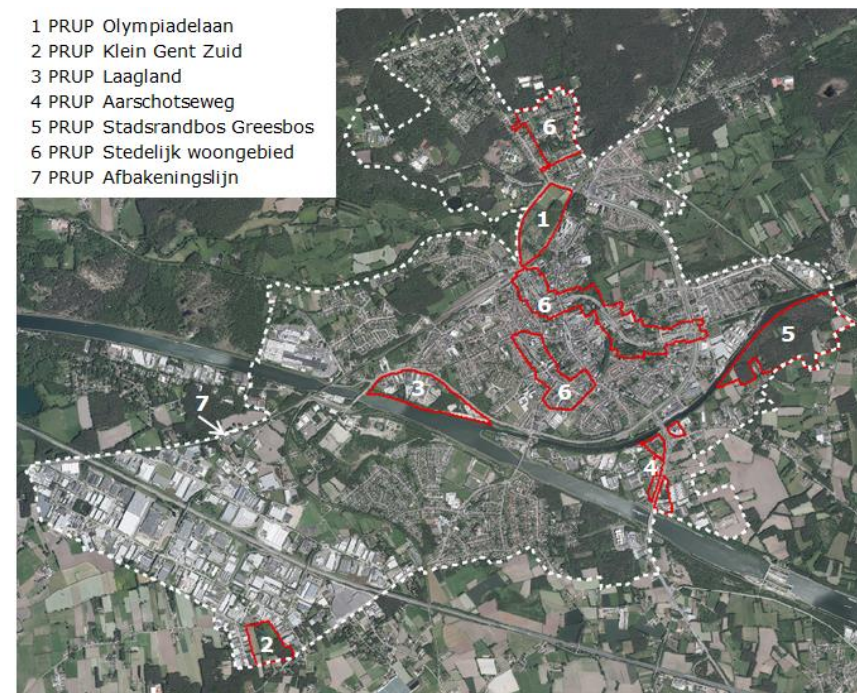 1 PRUP Olympiadelaan
2 PRUP Klein Gent Zuid
3 PRUP Laagland
4 PRUP Aarschotseweg
5 PRUP Stadsrandbos Greesbos
6 PRUP Stedelijk woongebied
7 PRUP Afbakeningslijn
6
1
6
5
3
6
7
4
2